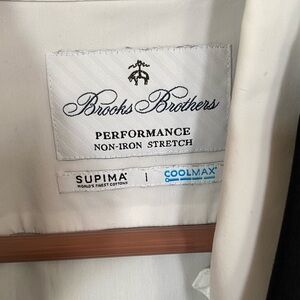 Brooks Brothers
PERFORMANCE
NON-IRON STRETCH
SUPIMA® | COOLMAX®
WORLD'S FINEST COTTONS